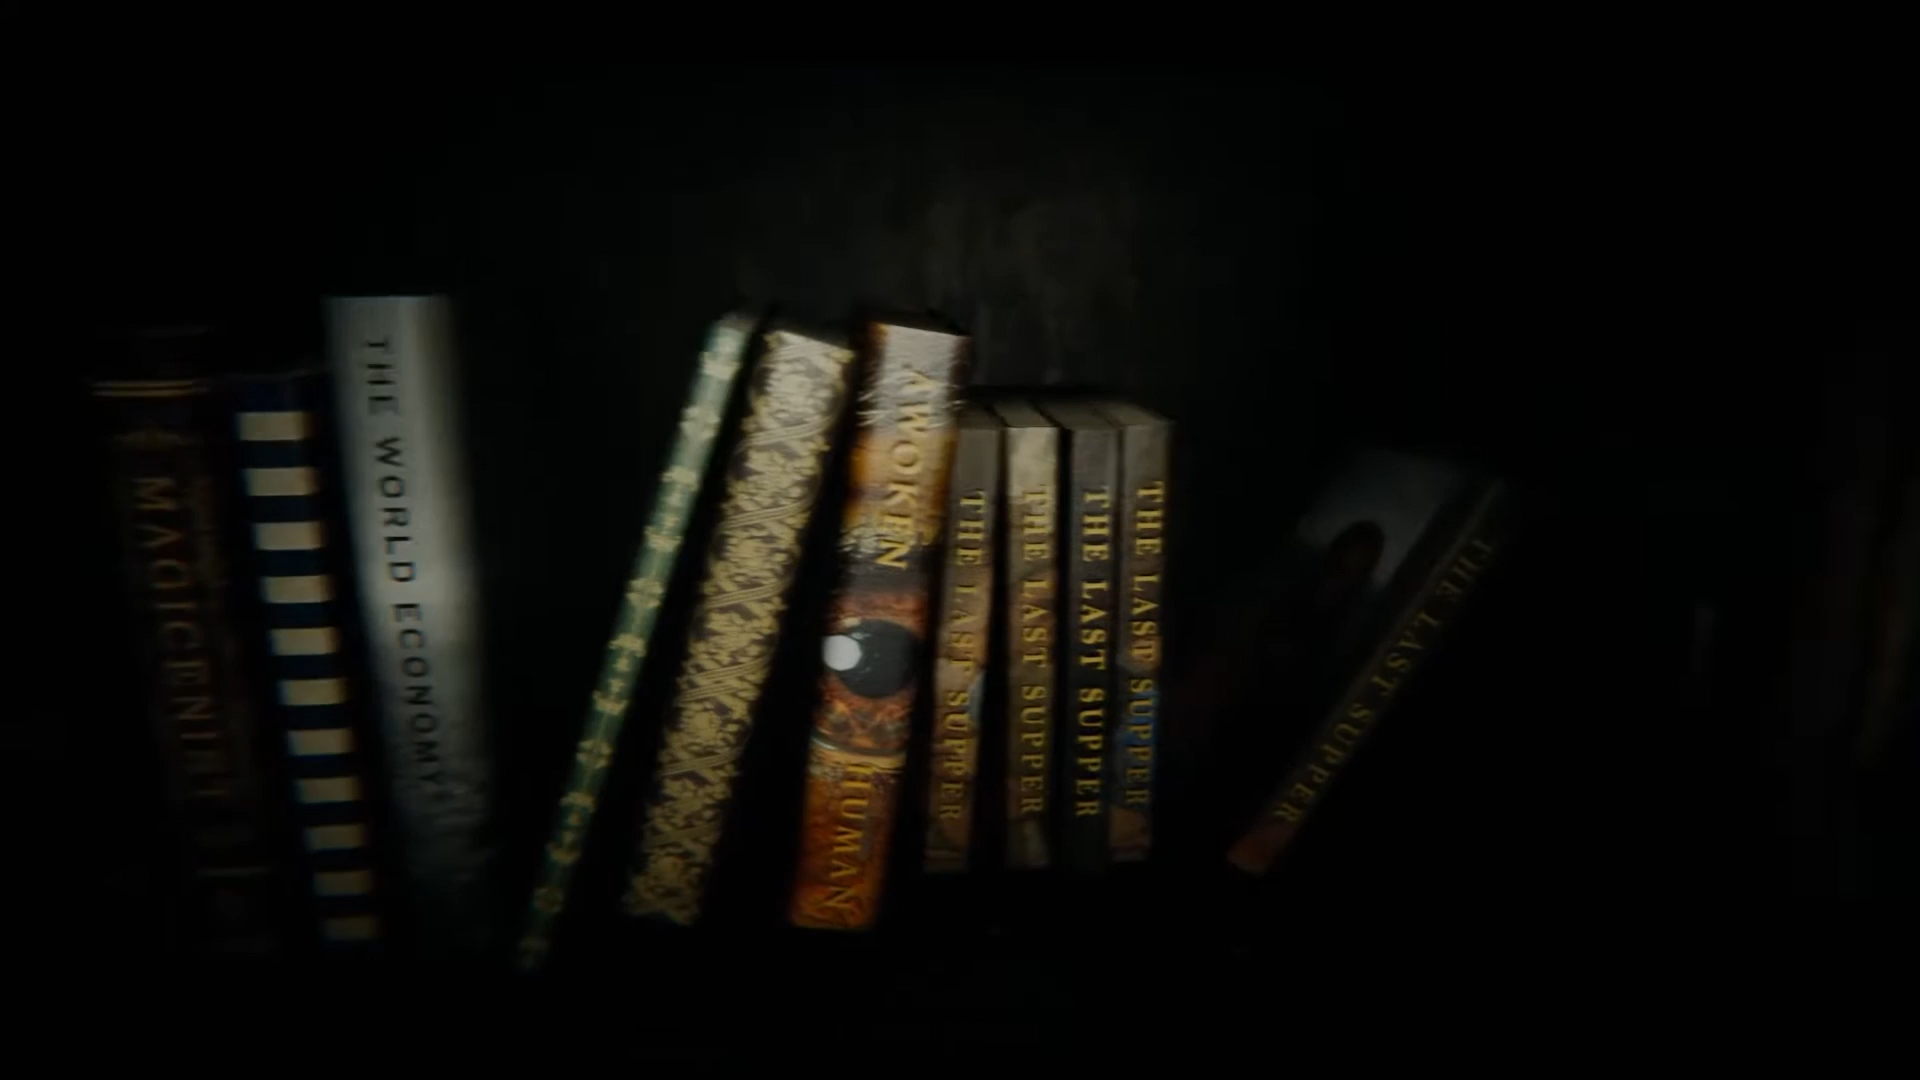 MAGICENIAT
THE WORLD ECONOMY
AWOKEN
HUMAN
THE LAST SUPPER
THE LAST SUPPER
THE LAST SUPPER
THE LAST SUPPER
THE LAST SUPPER